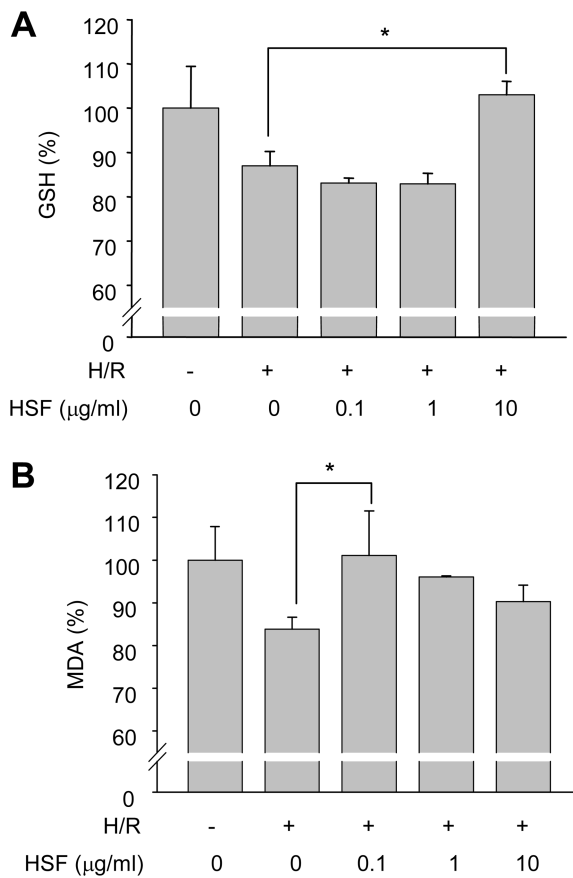 A
120
*
110
100
90
80
70
60
0
GSH (%)
H/R - + + + +
HSF (μg/ml) 0 0 0.1 1 10
B
120
*
110
100
90
80
70
60
0
MDA (%)
H/R - + + + +
HSF (μg/ml) 0 0 0.1 1 10